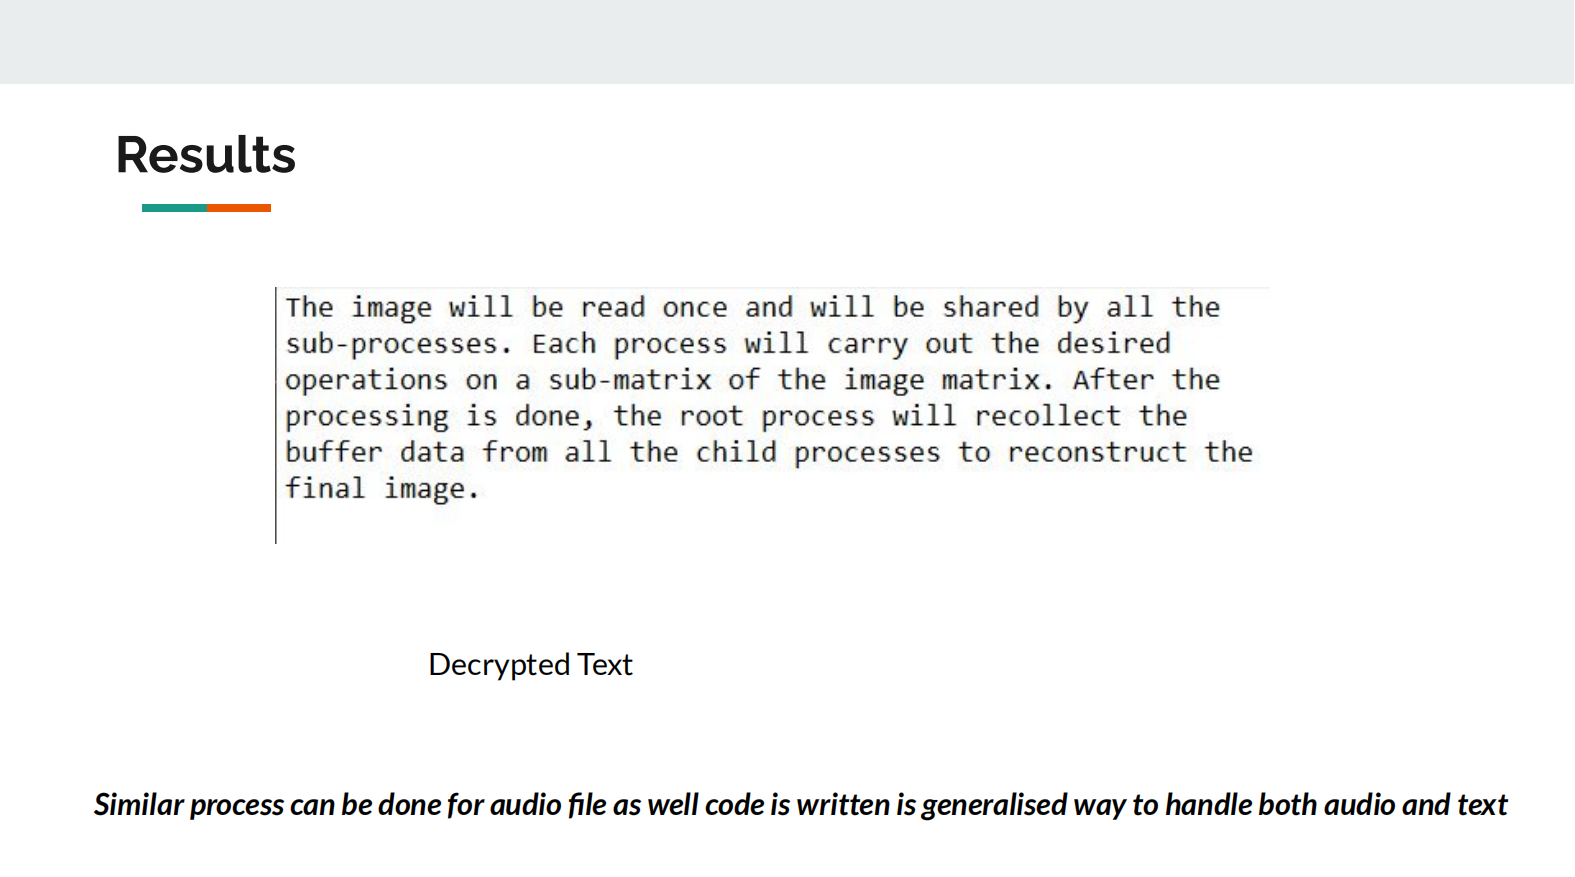 Results
The image will be read once and will be shared by all the
sub-processes. Each process will carry out the desired
operations on a sub-matrix of the image matrix. After the
processing is done, the root process will recollect the
buffer data from all the child processes to reconstruct the
final image.
Decrypted Text
Similar process can be done for audio file as well code is written is generalised way to handle both audio and text